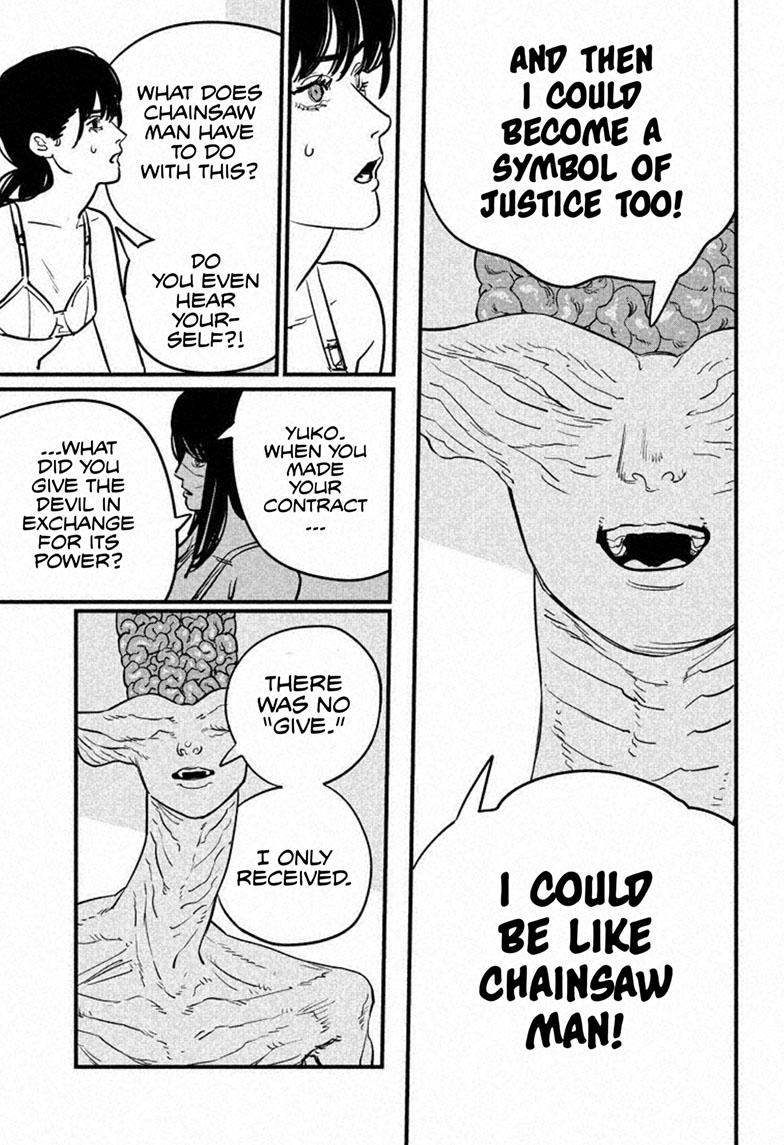 AND THEN
I COULD
BECOME A
SYMBOL OF
JUSTICE TOO!
I COULD
BE LIKE
CHAINSAW
MAN!
WHAT DOES
CHAINSAW
MAN HAVE
TO DO
WITH THIS?
DO
YOU EVEN
HEAR
YOUR-
SELF?!
YUKO.
WHEN YOU
MADE
YOUR
CONTRACT
...
...WHAT
DID YOU
GIVE THE
DEVIL IN
EXCHANGE
FOR ITS
POWER?
THERE
WAS NO
"GIVE."
I ONLY
RECEIVED.